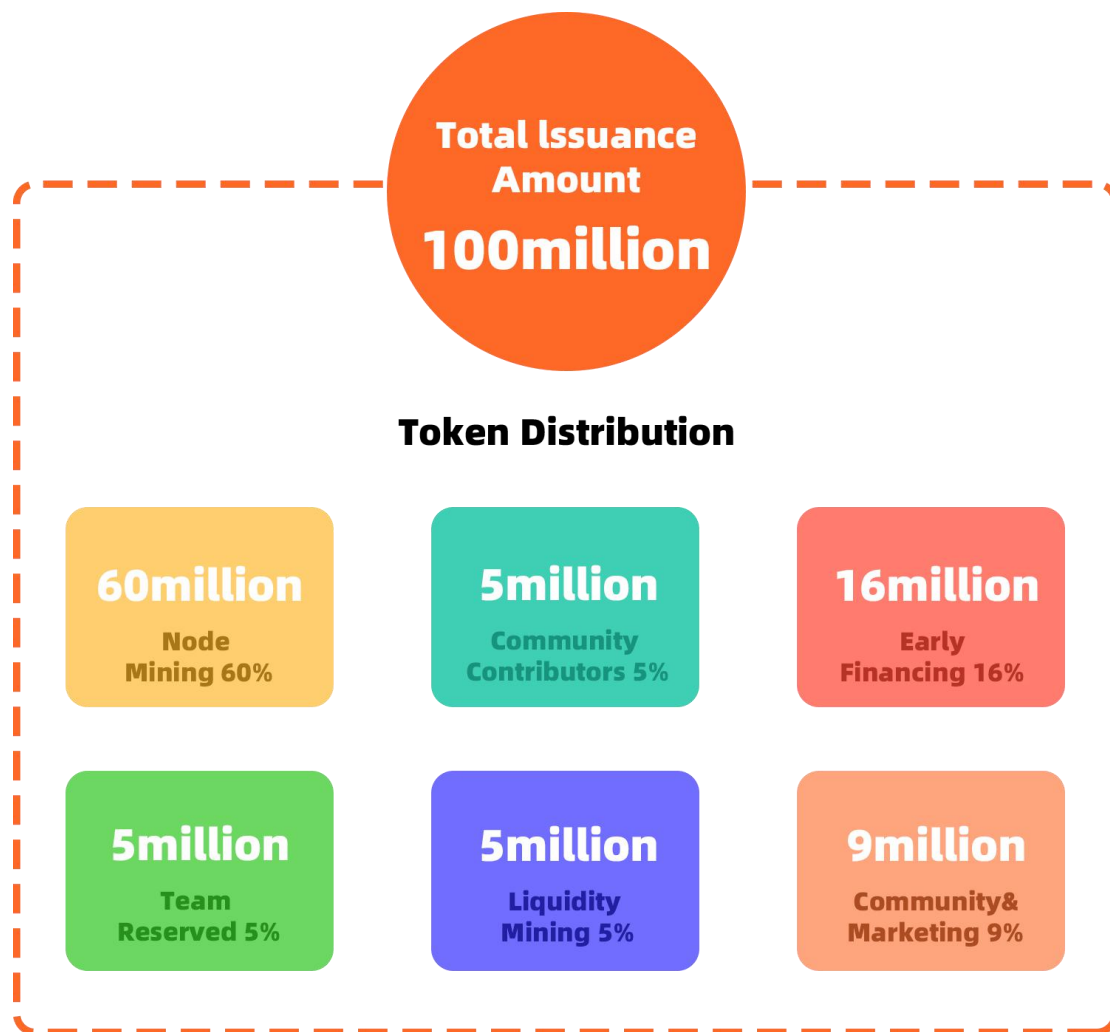 Total Issuance
Amount
100million
Token Distribution
60million
Node
Mining 60%
5million
Community
Contributors 5%
16million
Early
Financing 16%
5million
Team
Reserved 5%
5million
Liquidity
Mining 5%
9million
Community&
Marketing 9%